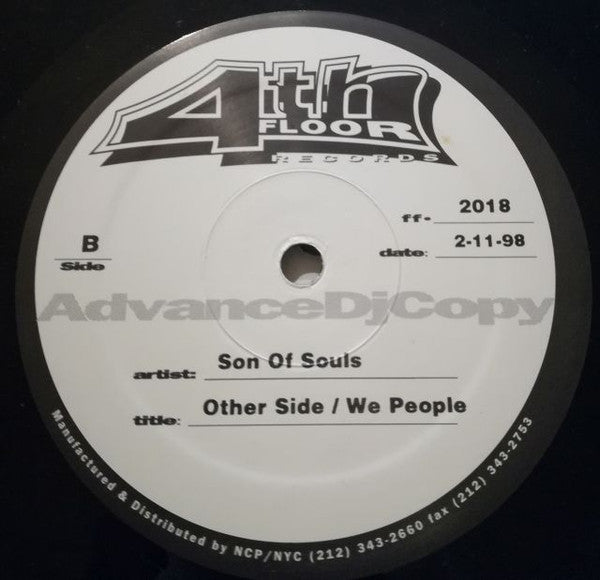 4th
FLOOR
RECORDS
ff- 2018
B
Side
date: 2-11-98
AdvanceDjCopy
artist: Son Of Souls
title: Other Side / We People
Manufactured & Distributed by NCP/NYC (212) 343-2660 fax (212) 343-2753